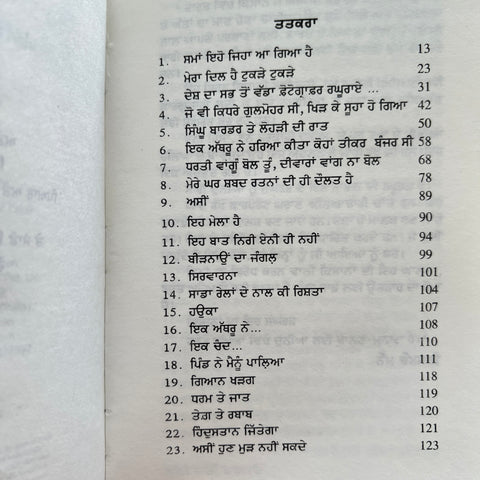 ਤਤਕਰਾ
1. ਸਮਾਂ ਇਹੋ ਜਿਹਾ ਆ ਗਿਆ ਹੈ 13
2. ਮੇਰਾ ਦਿਲ ਹੈ ਟੁਕੜੇ ਟੁਕੜੇ 23
3. ਦੇਸ਼ ਦਾ ਸਭ ਤੋਂ ਵੱਡਾ ਫ਼ੋਟੋਗ੍ਰਾਫ਼ਰ ਰਘੂਰਾਏ ... 31
4. ਜੋ ਵੀ ਕਿਧਰੇ ਗੁਲਮੋਹਰ ਸੀ, ਖਿੜ ਕੇ ਸੂਹਾ ਹੋ ਗਿਆ 42
5. ਸਿੰਘੂ ਬਾਰਡਰ ਤੇ ਲੋਹੜੀ ਦੀ ਰਾਤ 50
6. ਇਕ ਅੱਥਰੂ ਨੇ ਹਰਿਆ ਕੀਤਾ ਕੋਹਾਂ ਤੀਕਰ ਬੰਜਰ ਸੀ 58
7. ਧਰਤੀ ਵਾਂਗੂੰ ਬੋਲ ਤੂੰ, ਦੀਵਾਰਾਂ ਵਾਂਗ ਨਾ ਬੋਲ 68
8. ਮੇਰੇ ਘਰ ਸ਼ਬਦ ਰਤਨਾਂ ਦੀ ਹੀ ਦੌਲਤ ਹੈ 78
9. ਅਸੀਂ 89
10. ਇਹ ਮੇਲਾ ਹੈ 90
11. ਇਹ ਬਾਤ ਨਿਰੀ ਏਨੀ ਹੀ ਨਹੀਂ 94
12. ਬੀੜਨਾਉਂ ਦਾ ਜੰਗਲ 99
13. ਸਿਰਵਾਰਨਾ 101
14. ਸਾਡਾ ਰੇਲਾਂ ਦੇ ਨਾਲ ਕੀ ਰਿਸ਼ਤਾ 104
15. ਹਉਕਾ 107
16. ਇਕ ਅੱਥਰੂ ਨੇ... 108
17. ਇਕ ਚੰਦ... 110
18. ਪਿੰਡ ਨੇ ਮੈਨੂੰ ਪਾਲਿਆ 111
19. ਗਿਆਨ ਖੜਗ 118
20. ਧਰਮ ਤੇ ਜਾਤ 119
21. ਤੇਗ਼ ਤੇ ਰਬਾਬ 120
22. ਹਿੰਦੁਸਤਾਨ ਜਿੱਤੇਗਾ 121
23. ਅਸੀਂ ਹੁਣ ਮੁੜ ਨਹੀਂ ਸਕਦੇ 123